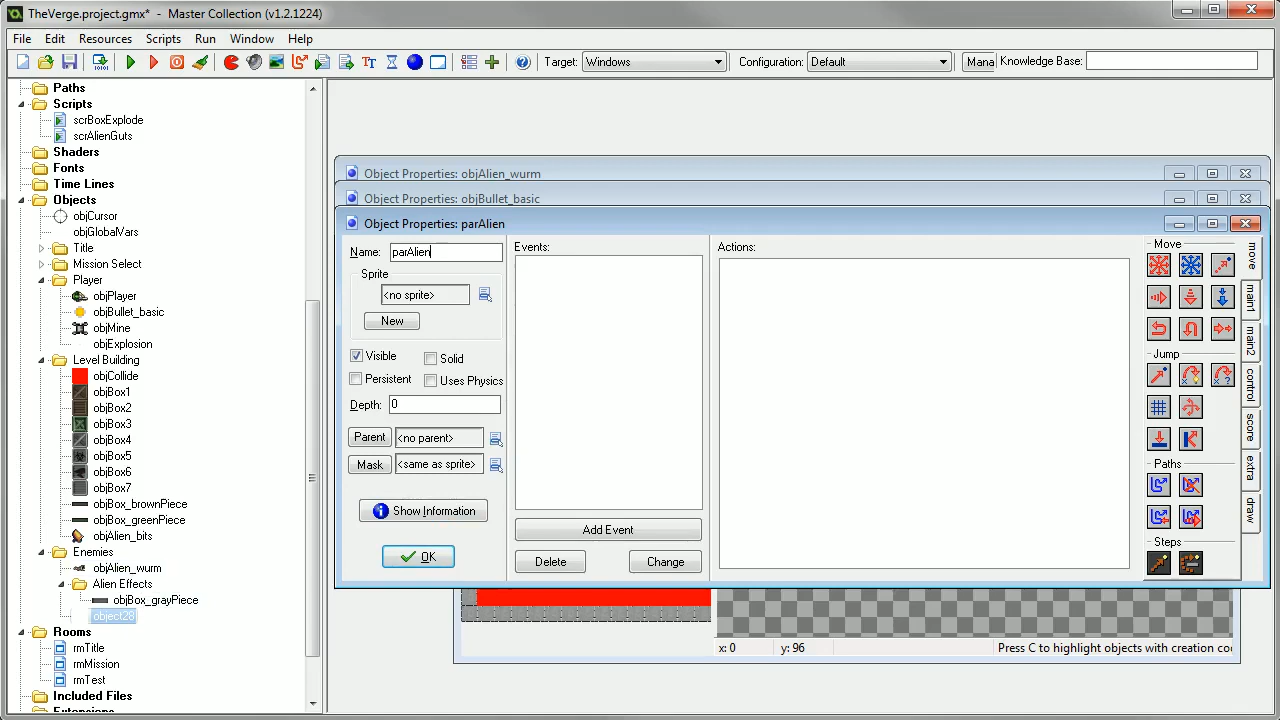 TheVerge.project.gmx* - Master Collection (v1.2.1224)
File Edit Resources Scripts Run Window Help
Target: Windows Configuration: Default Mana Knowledge Base:
Paths
Scripts
scrBoxExplode
scrAlienGuts
Shaders
Fonts
Time Lines
Objects
objCursor
objGlobalVars
Title
Mission Select
Player
objPlayer
objBullet_basic
objMine
objExplosion
Level Building
objCollide
objBox1
objBox2
objBox3
objBox4
objBox5
objBox6
objBox7
objBox_brownPiece
objBox_greenPiece
objAlien_bits
Enemies
objAlien_wurm
Alien Effects
objBox_grayPiece
object28
Rooms
rmTitle
rmMission
rmTest
Included Files
Object Properties: objAlien_wurm
Object Properties: objBullet_basic
Object Properties: parAlien
Name: parAlien
Sprite
<no sprite>
New
Visible Solid
Persistent Uses Physics
Depth: 0
Parent <no parent>
Mask <same as sprite>
Show Information
OK
Events:
Add Event
Delete Change
Actions:
Move
Jump
Paths
Steps
move
main1
main2
control
score
extra
draw
x: 0 y: 96 Press C to highlight objects with creation co